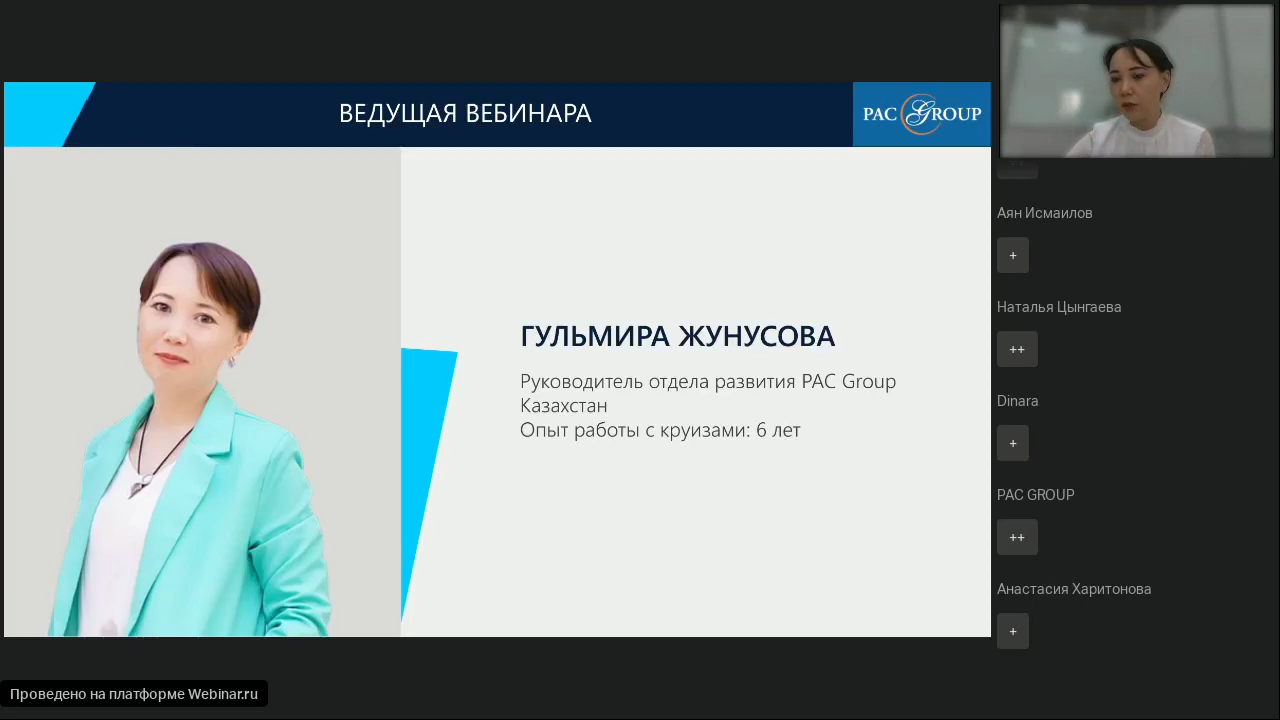 ВЕДУЩАЯ ВЕБИНАРА
PAC GROUP
ГУЛЬМИРА ЖУНУСОВА
Руководитель отдела развития PAC Group
Казахстан
Опыт работы с круизами: 6 лет
++
Аян Исмаилов
+
Наталья Цынгаева
++
Dinara
+
PAC GROUP
++
Анастасия Харитонова
+
Проведено на платформе Webinar.ru